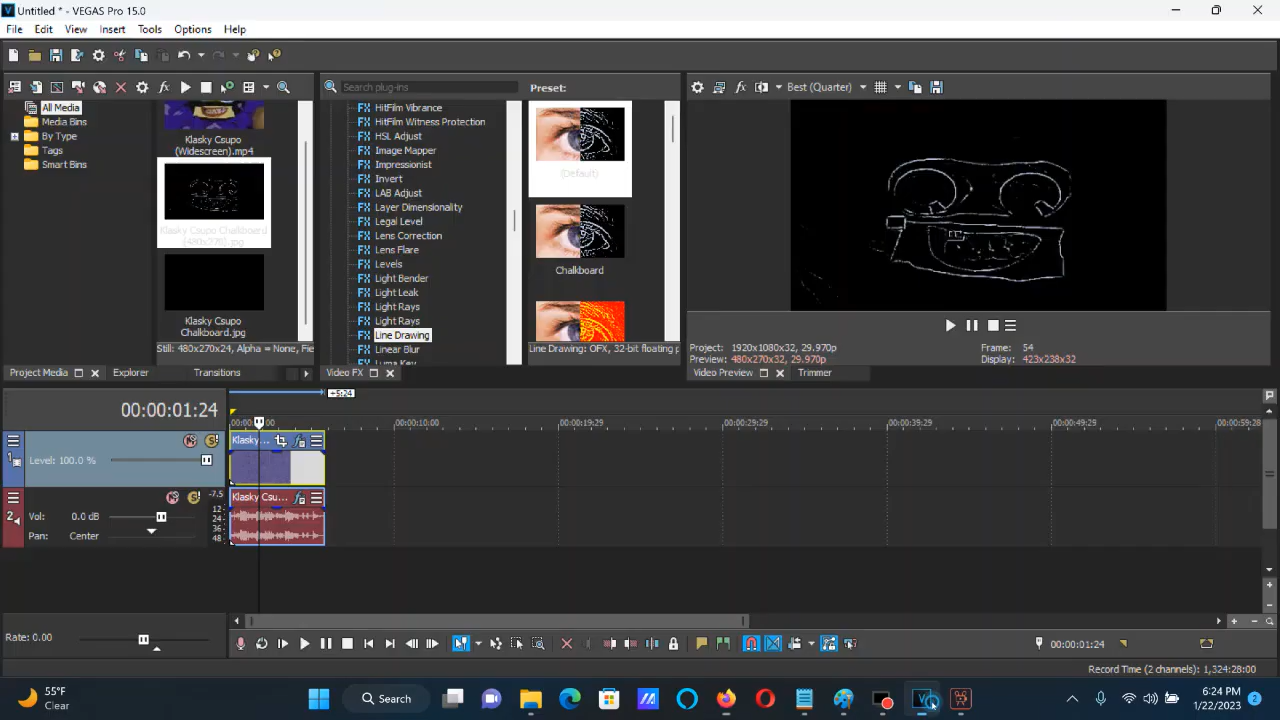 Untitled * - VEGAS Pro 15.0
File Edit View Insert Tools Options Help
Search plug-ins
Preset:
Best (Quarter)
All Media
Media Bins
By Type
Tags
Smart Bins
Klasky Csupo
(Widescreen).mp4
Klasky Csupo Chalkboard
Klasky Csupo
Chalkboard.jpg
Still: 480x270x24, Alpha = None, Fie
HitFilm Vibrance
HitFilm Witness Protection
HSL Adjust
Image Mapper
Impressionist
Invert
LAB Adjust
Layer Dimensionality
Legal Level
Lens Correction
Lens Flare
Levels
Light Bender
Light Leak
Light Rays
Light Rays
Line Drawing
Linear Blur
Luma Key
(Default)
Chalkboard
Line Drawing: OFX, 32-bit floating p
Project: 1920x1080x32, 29.970p
Preview: 480x270x32, 29.970p
Frame: 54
Display: 423x238x32
Project Media Explorer Transitions
Video FX
Video Preview Trimmer
00:00:01:24
+5:24
00:00:10:00 00:00:19:29 00:00:29:29 00:00:39:29 00:00:49:29 00:00:59:28
Klasky...
1
Level: 100.0 %
Klasky Csu...
2
Vol: 0.0 dB
Pan: Center
-7.5
12
24
36
48
Rate: 0.00
00:00:01:24
Record Time (2 channels): 1,324:28:00
55°F
Clear
Search
6:24 PM
1/22/2023
2